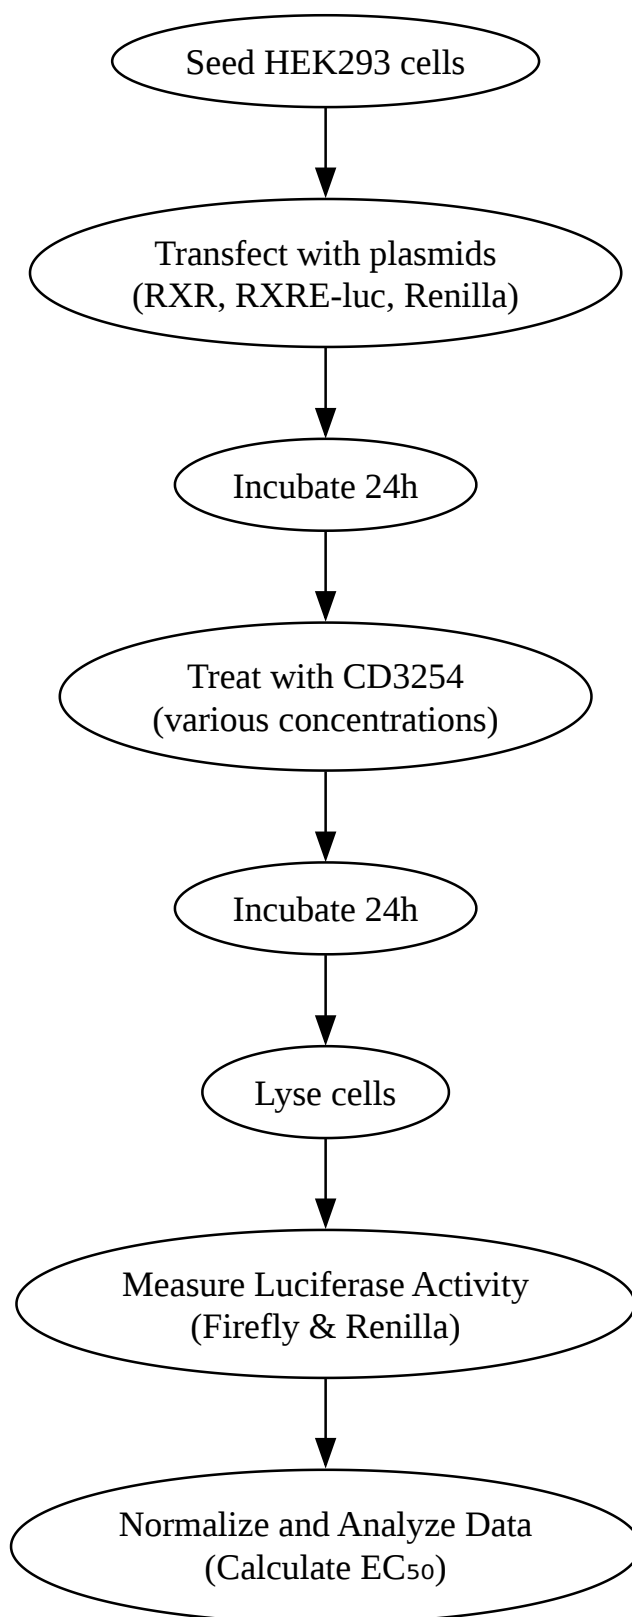 Seed HEK293 cells
Transfect with plasmids
(RXR, RXRE-luc, Renilla)
Incubate 24h
Treat with CD3254
(various concentrations)
Incubate 24h
Lyse cells
Measure Luciferase Activity
(Firefly & Renilla)
Normalize and Analyze Data
(Calculate EC₅₀)